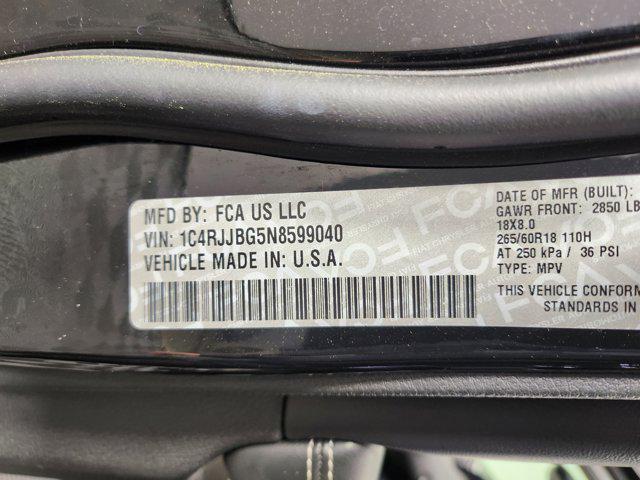 MFD BY: FCA US LLC
VIN: 1C4RJJBG5N8599040
VEHICLE MADE IN: U.S.A.
DATE OF MFR (BUILT):
GAWR FRONT: 2850 LB
18X8.0
265/60R18 110H
AT 250 kPa / 36 PSI
TYPE: MPV
THIS VEHICLE CONFORM
STANDARDS IN